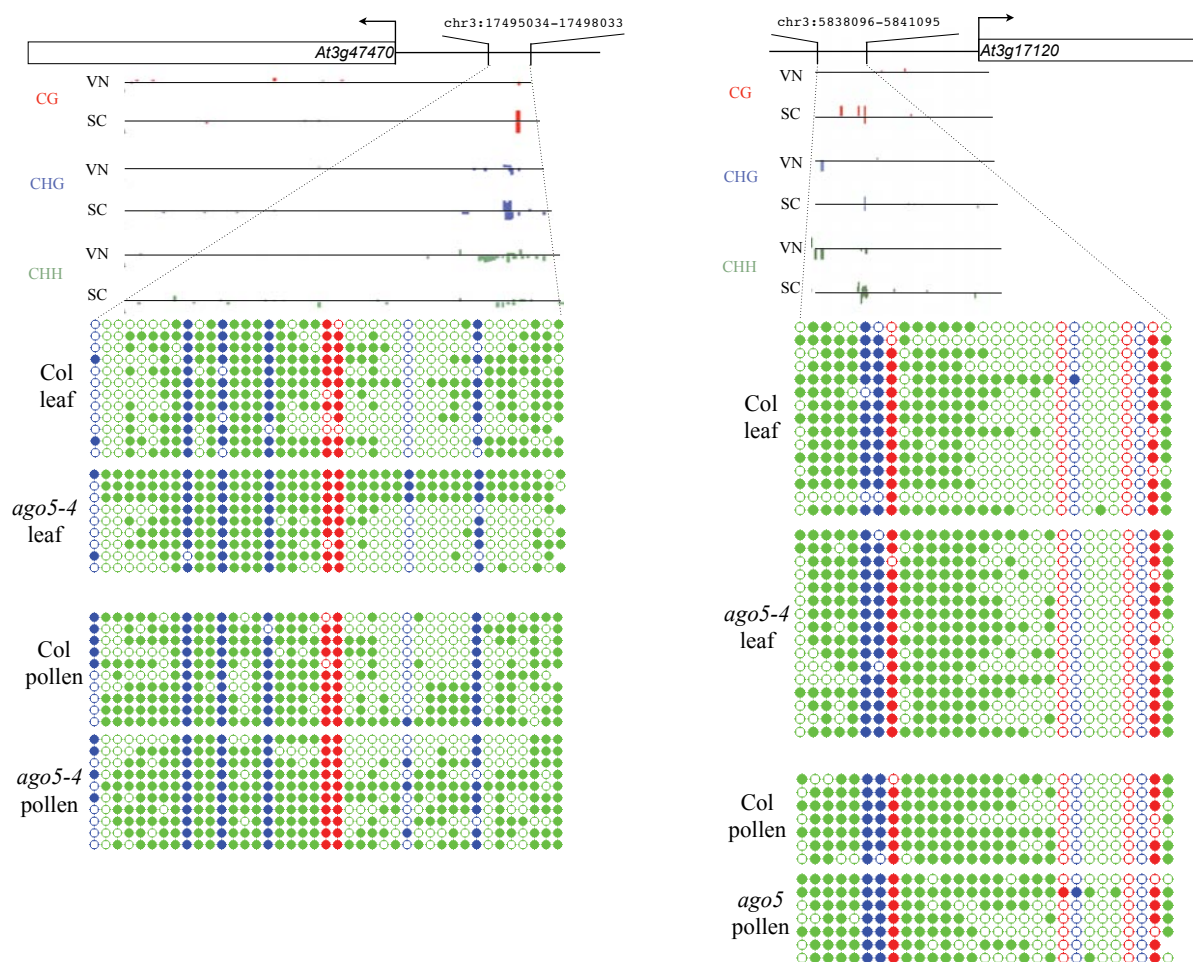 chr3:17495034-17498033
At3g47470
VN
CG
SC
VN
CHG
SC
VN
CHH
SC
Col
leaf
ago5-4
leaf
Col
pollen
ago5-4
pollen
chr3:5838096-5841095
At3g17120
VN
CG
SC
VN
CHG
SC
VN
CHH
SC
Col
leaf
ago5-4
leaf
Col
pollen
ago5
pollen